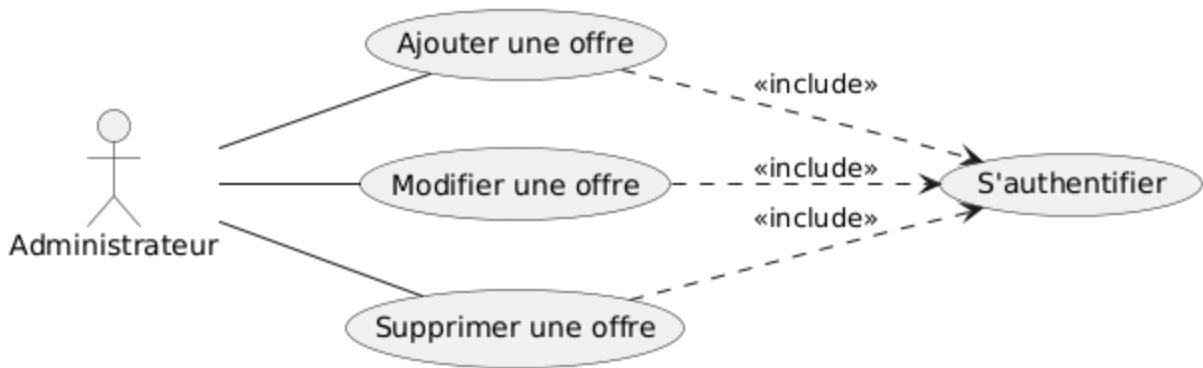 Ajouter une offre
«include»
Administrateur
Modifier une offre
«include»
S'authentifier
«include»
Supprimer une offre